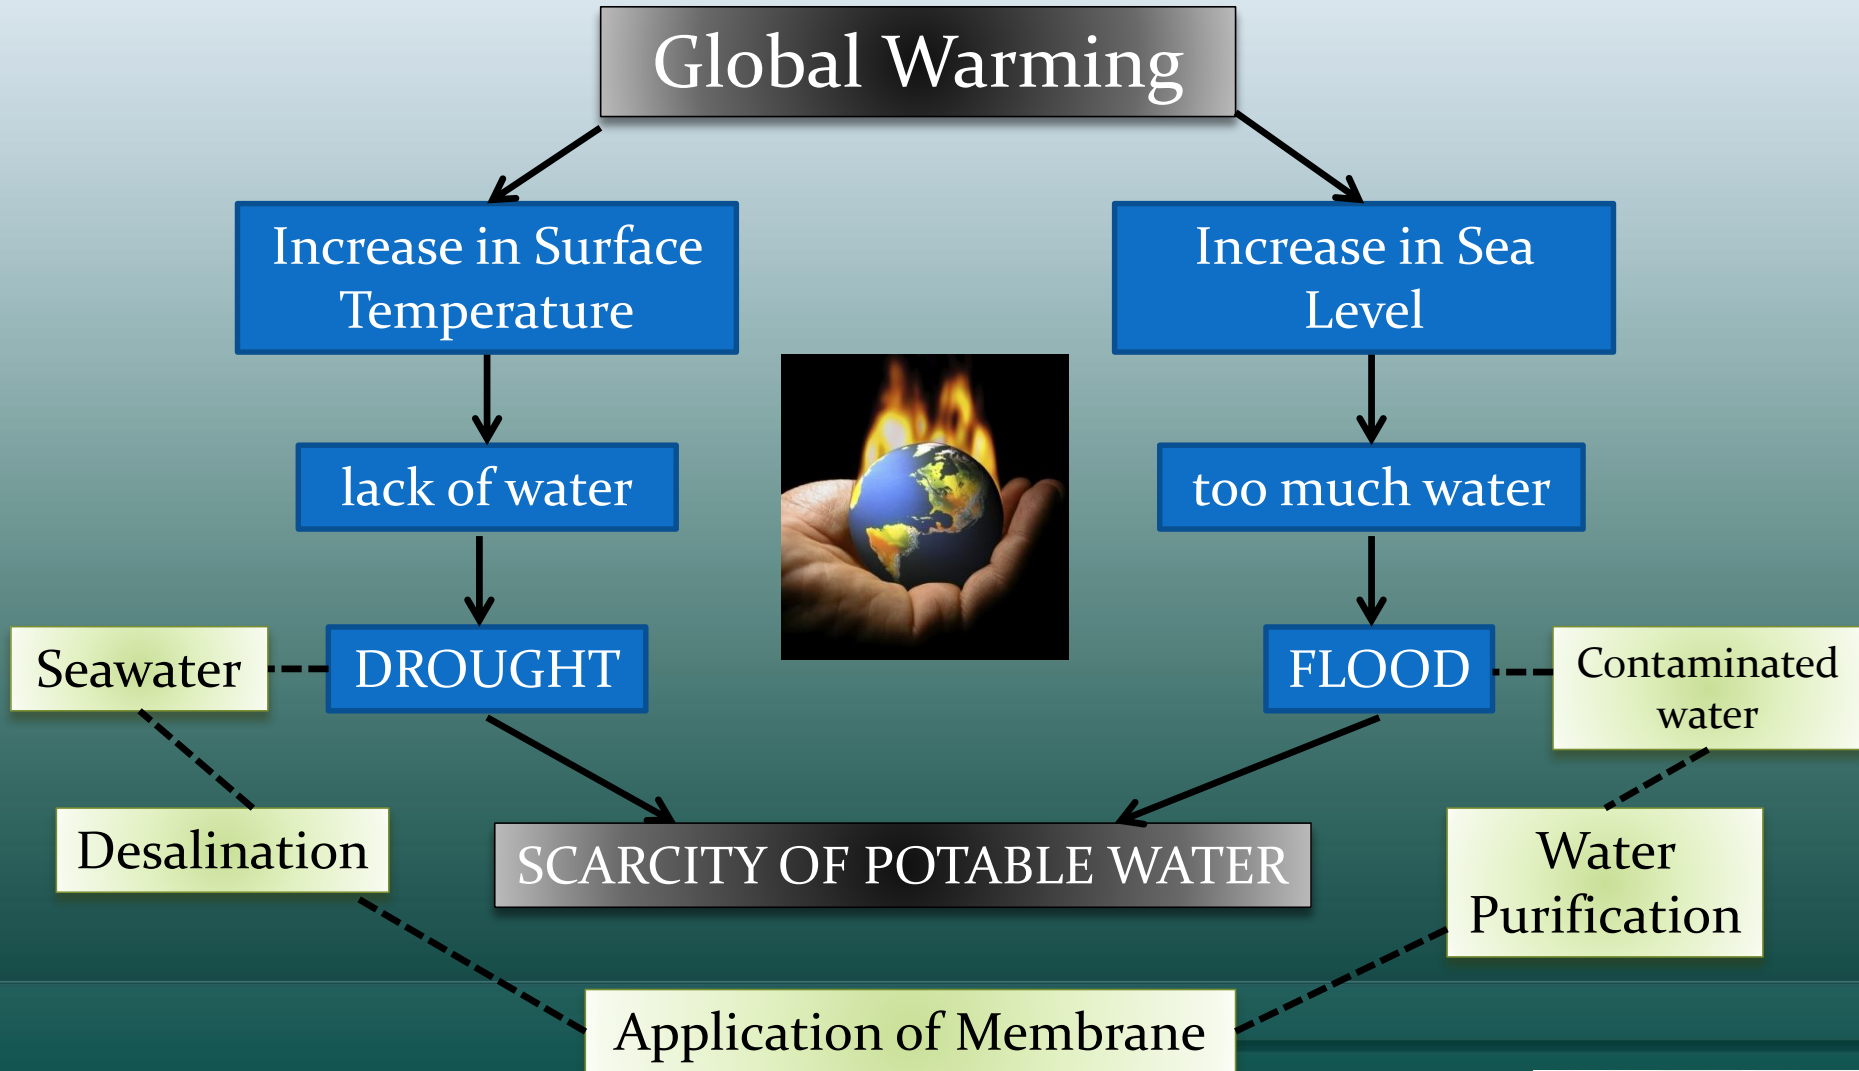 Global Warming
Increase in Surface
Temperature
Increase in Sea
Level
lack of water
too much water
Seawater
DROUGHT
FLOOD
Contaminated
water
Desalination
SCARCITY OF POTABLE WATER
Water
Purification
Application of Membrane